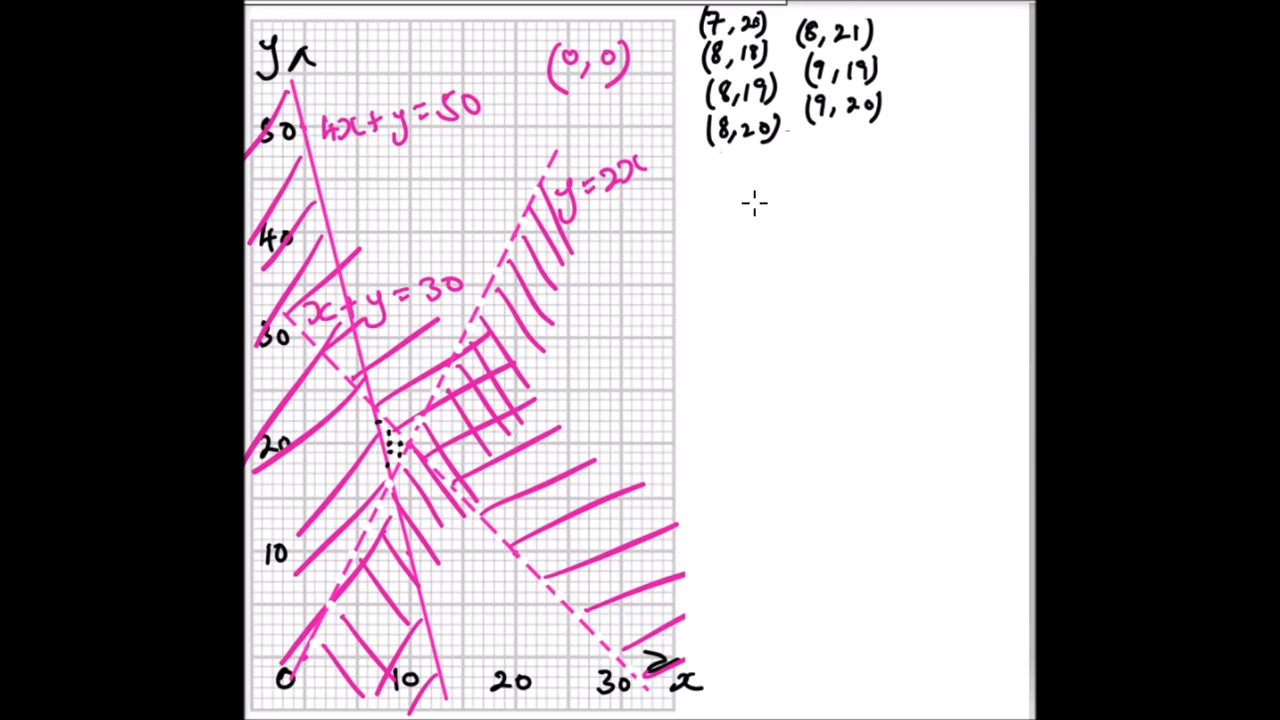 y
(0,0)
50
4x+y=50
y=2x
40
x+y=30
30
20
10
0 10 20 30 x
(7,20)
(8,18)
(8,19)
(8,20)
(8,21)
(9,19)
(9,20)